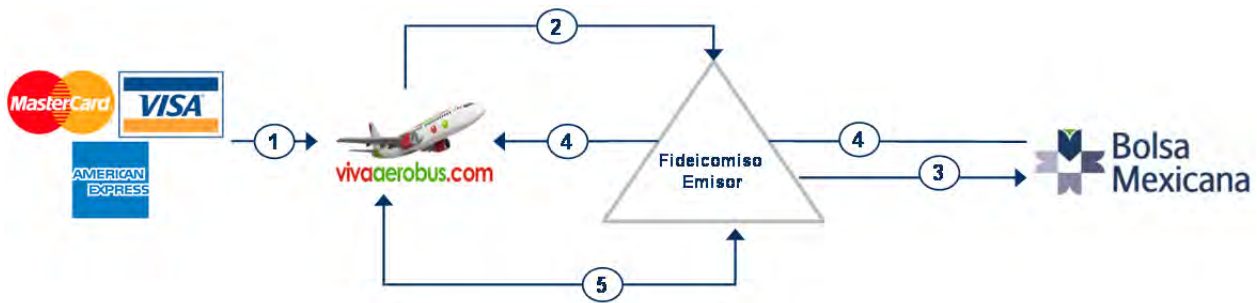 2
MasterCard
VISA
AMERICAN
EXPRESS
1
vivaaerobus.com
4
Fideicomiso
Emisor
4
3
Bolsa
Mexicana
5